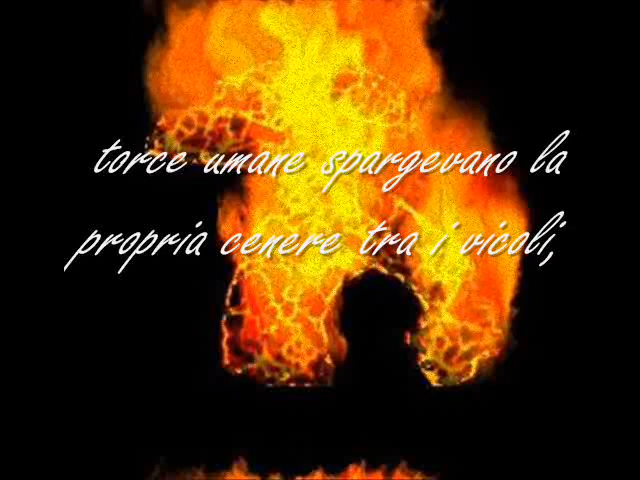 torce umane spargevano la
propria cenere tra i vicoli;